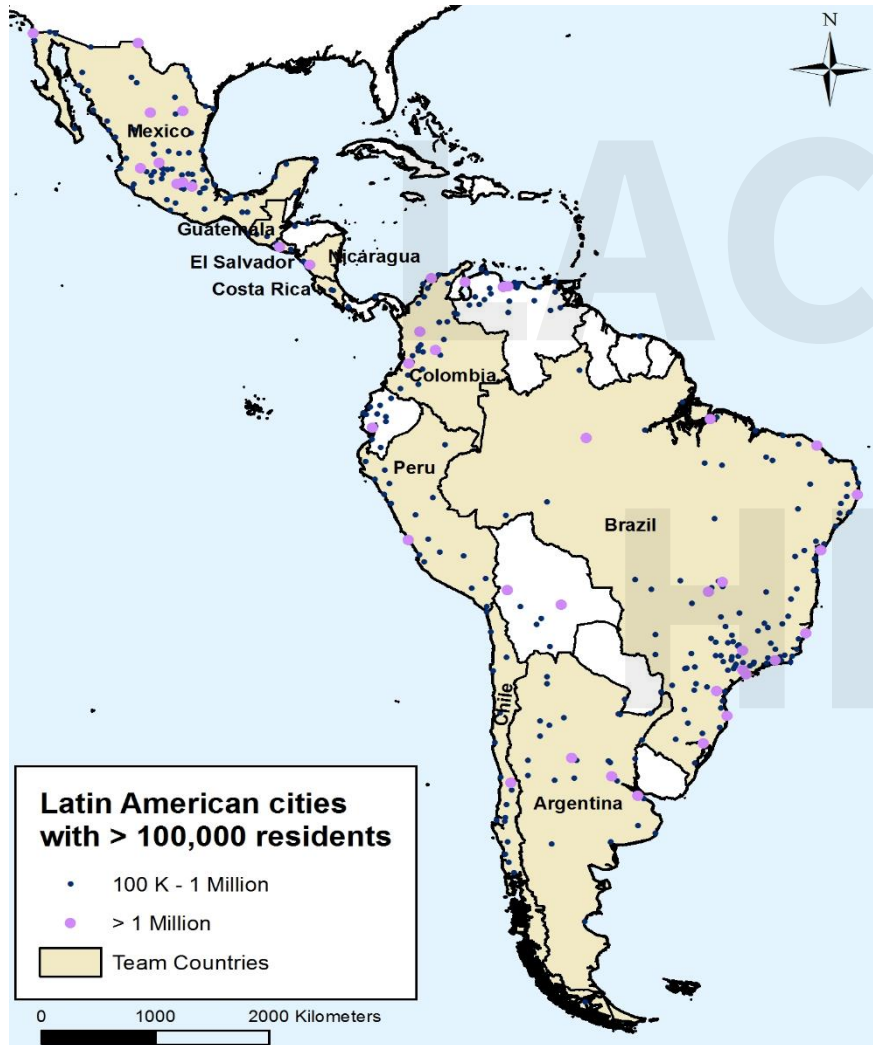 N
Mexico
Guatemala
Nicaragua
El Salvador
Costa Rica
LAC
Colombia
Peru
Brazil
Chile
Argentina
Latin American cities
with > 100,000 residents
100 K - 1 Million
> 1 Million
Team Countries
0 1000 2000 Kilometers